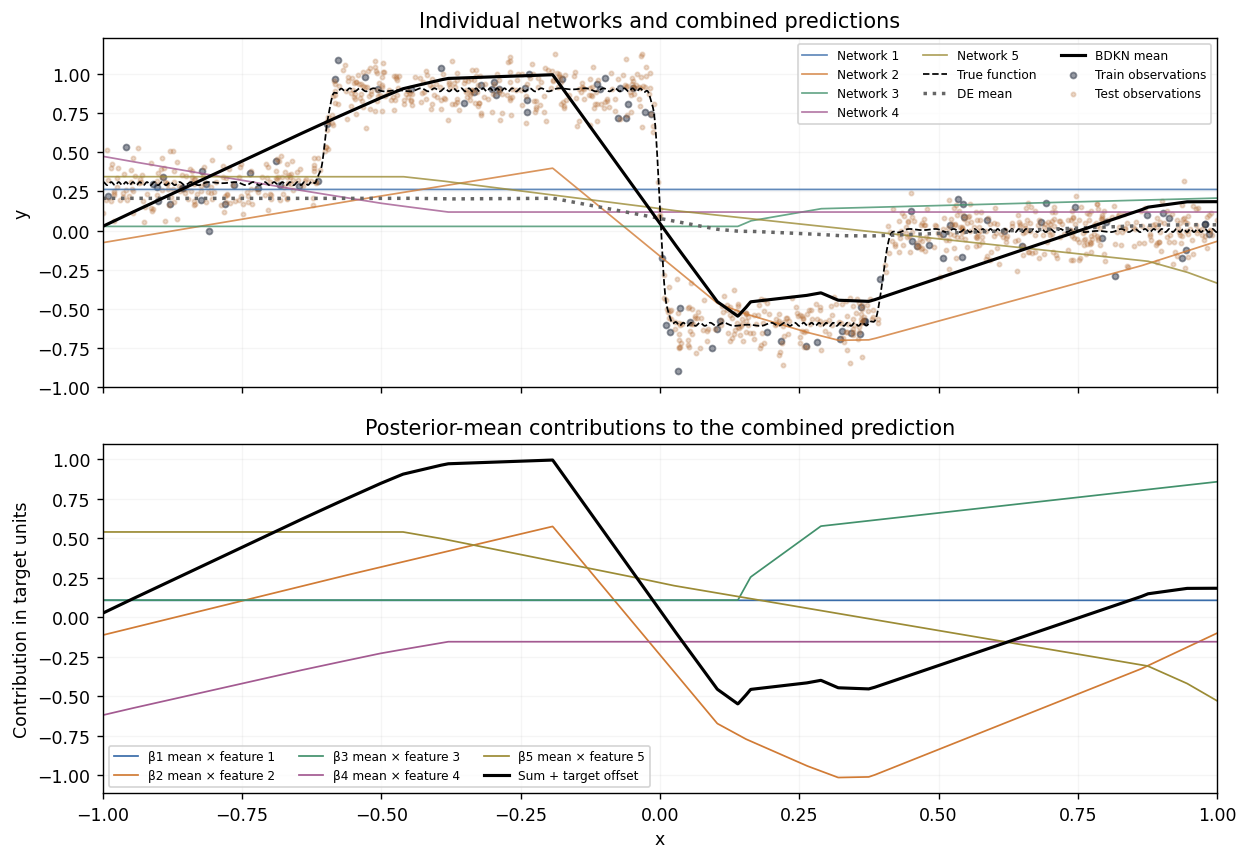 Individual networks and combined predictions
Network 1
Network 2
Network 3
Network 4
Network 5
True function
DE mean
BDKN mean
Train observations
Test observations
1.00
0.75
0.50
0.25
0.00
−0.25
−0.50
−0.75
−1.00
y
Posterior-mean contributions to the combined prediction
1.00
0.75
0.50
0.25
0.00
−0.25
−0.50
−0.75
−1.00
Contribution in target units
β1 mean × feature 1
β2 mean × feature 2
β3 mean × feature 3
β4 mean × feature 4
β5 mean × feature 5
Sum + target offset
−1.00 −0.75 −0.50 −0.25 0.00 0.25 0.50 0.75 1.00
x